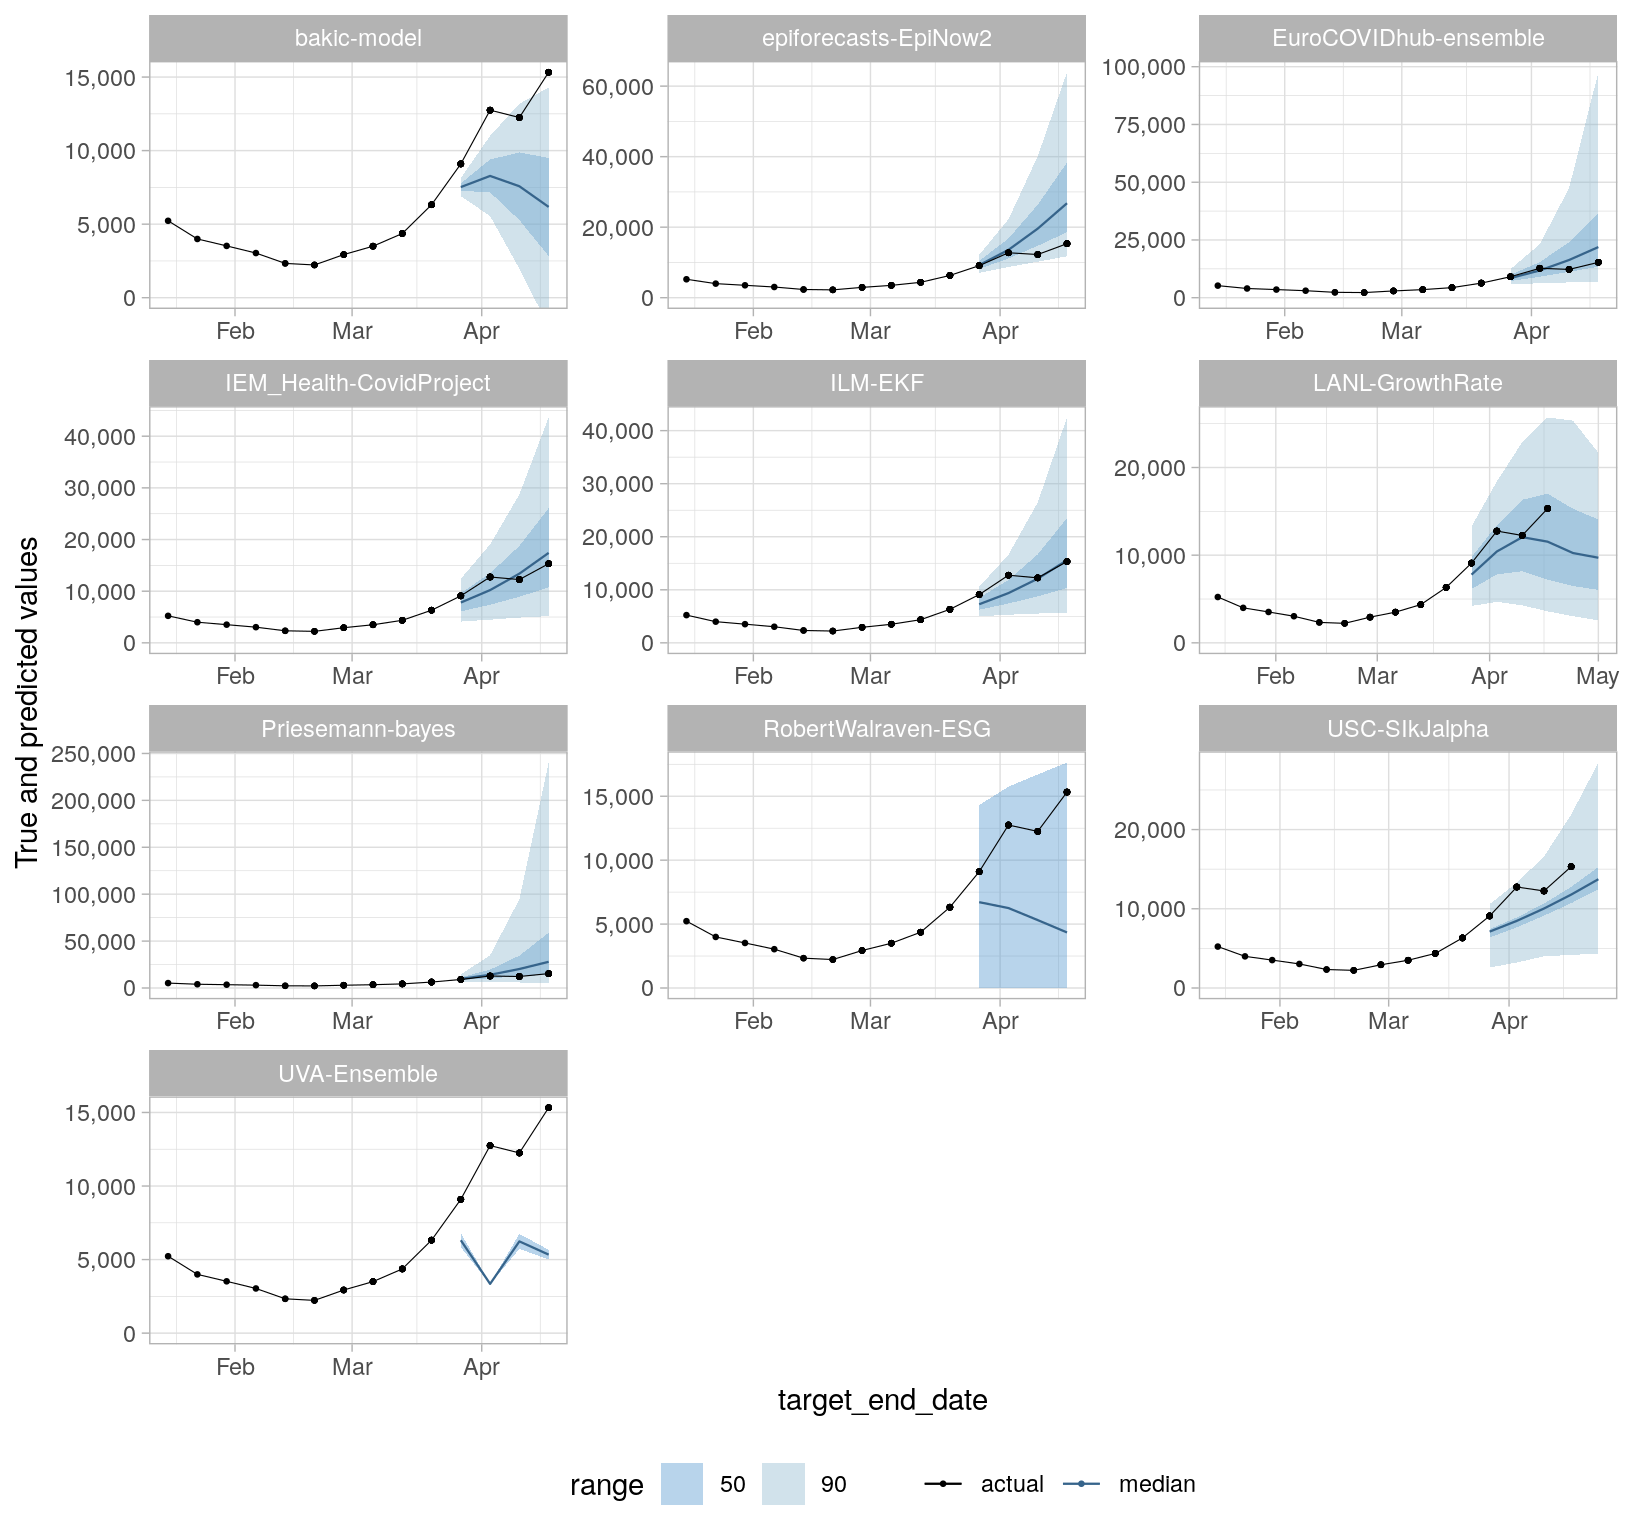 bakic-model
epiforecasts-EpiNow2
EuroCOVIDhub-ensemble
15,000
10,000
5,000
0
Feb
Mar
Apr
60,000
40,000
20,000
0
Feb
Mar
Apr
100,000
75,000
50,000
25,000
0
Feb
Mar
Apr
IEM_Health-CovidProject
ILM-EKF
LANL-GrowthRate
40,000
30,000
20,000
10,000
0
Feb
Mar
Apr
40,000
30,000
20,000
10,000
0
Feb
Mar
Apr
20,000
10,000
0
Feb
Mar
Apr
May
True and predicted values
Priesemann-bayes
RobertWalraven-ESG
USC-SIkJalpha
250,000
200,000
150,000
100,000
50,000
0
Feb
Mar
Apr
15,000
10,000
5,000
0
Feb
Mar
Apr
20,000
10,000
0
Feb
Mar
Apr
UVA-Ensemble
15,000
10,000
5,000
0
Feb
Mar
Apr
target_end_date
range 50 90 actual median